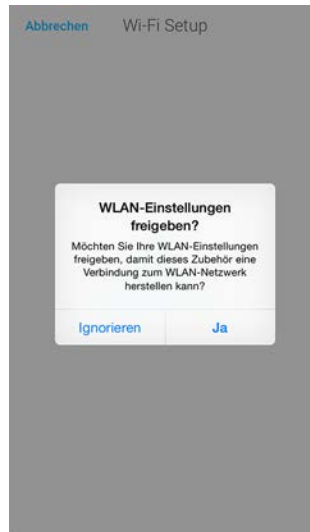 Abbrechen Wi-Fi Setup
WLAN-Einstellungen
freigeben?
Möchten Sie Ihre WLAN-Einstellungen
freigeben, damit dieses Zubehör eine
Verbindung zum WLAN-Netzwerk
herstellen kann?
Ignorieren Ja